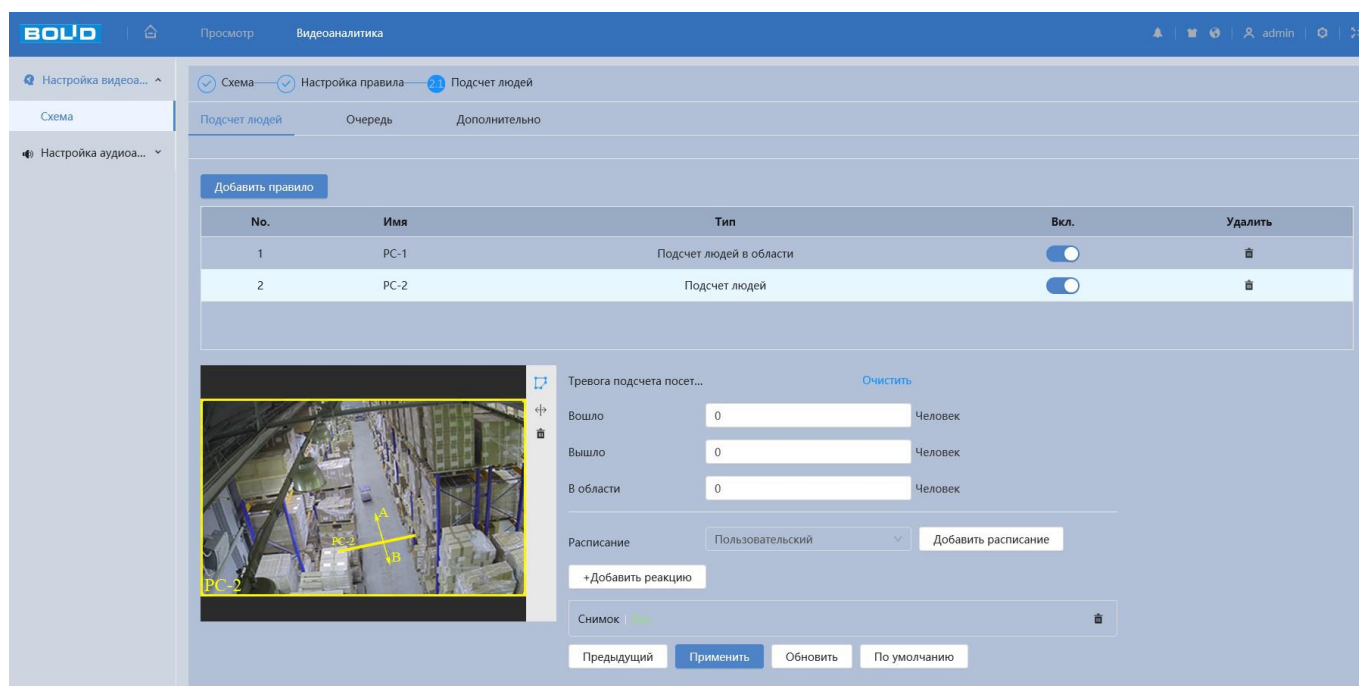 BOLID Просмотр Видеоаналитика admin
Настройка видеоа...
Схема
Настройка аудиоа...
Схема Настройка правила 2.1 Подсчет людей
Подсчет людей Очередь Дополнительно
Добавить правило
No. Имя Тип Вкл. Удалить
1 PC-1 Подсчет людей в области
2 PC-2 Подсчет людей
Тревога подсчета посет... Очистить
Вошло 0 Человек
Вышло 0 Человек
В области 0 Человек
Расписание Пользовательский Добавить расписание
+Добавить реакцию
Снимок
Предыдущий Применить Обновить По умолчанию
A
PC-2
B
PC-2